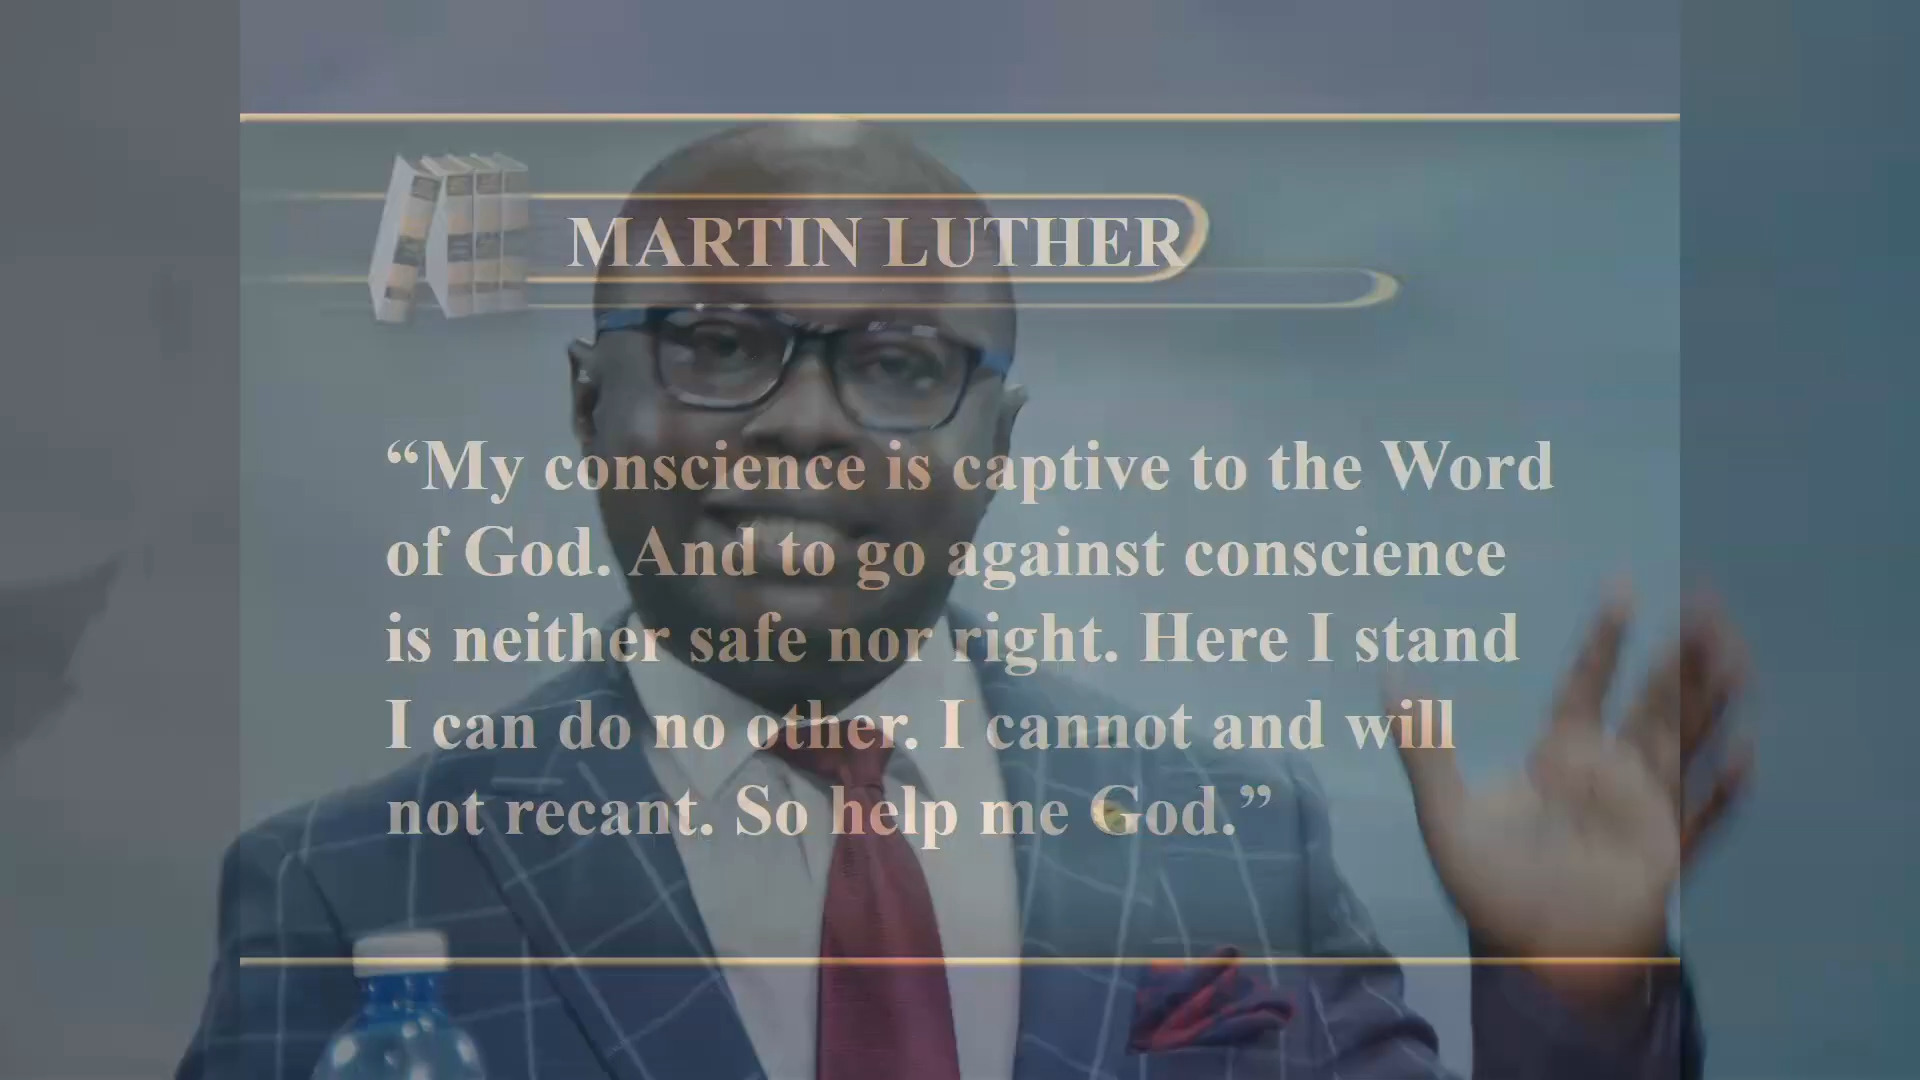 MARTIN LUTHER
“My conscience is captive to the Word
of God. And to go against conscience
is neither safe nor right. Here I stand
I can do no other. I cannot and will
not recant. So help me God.”